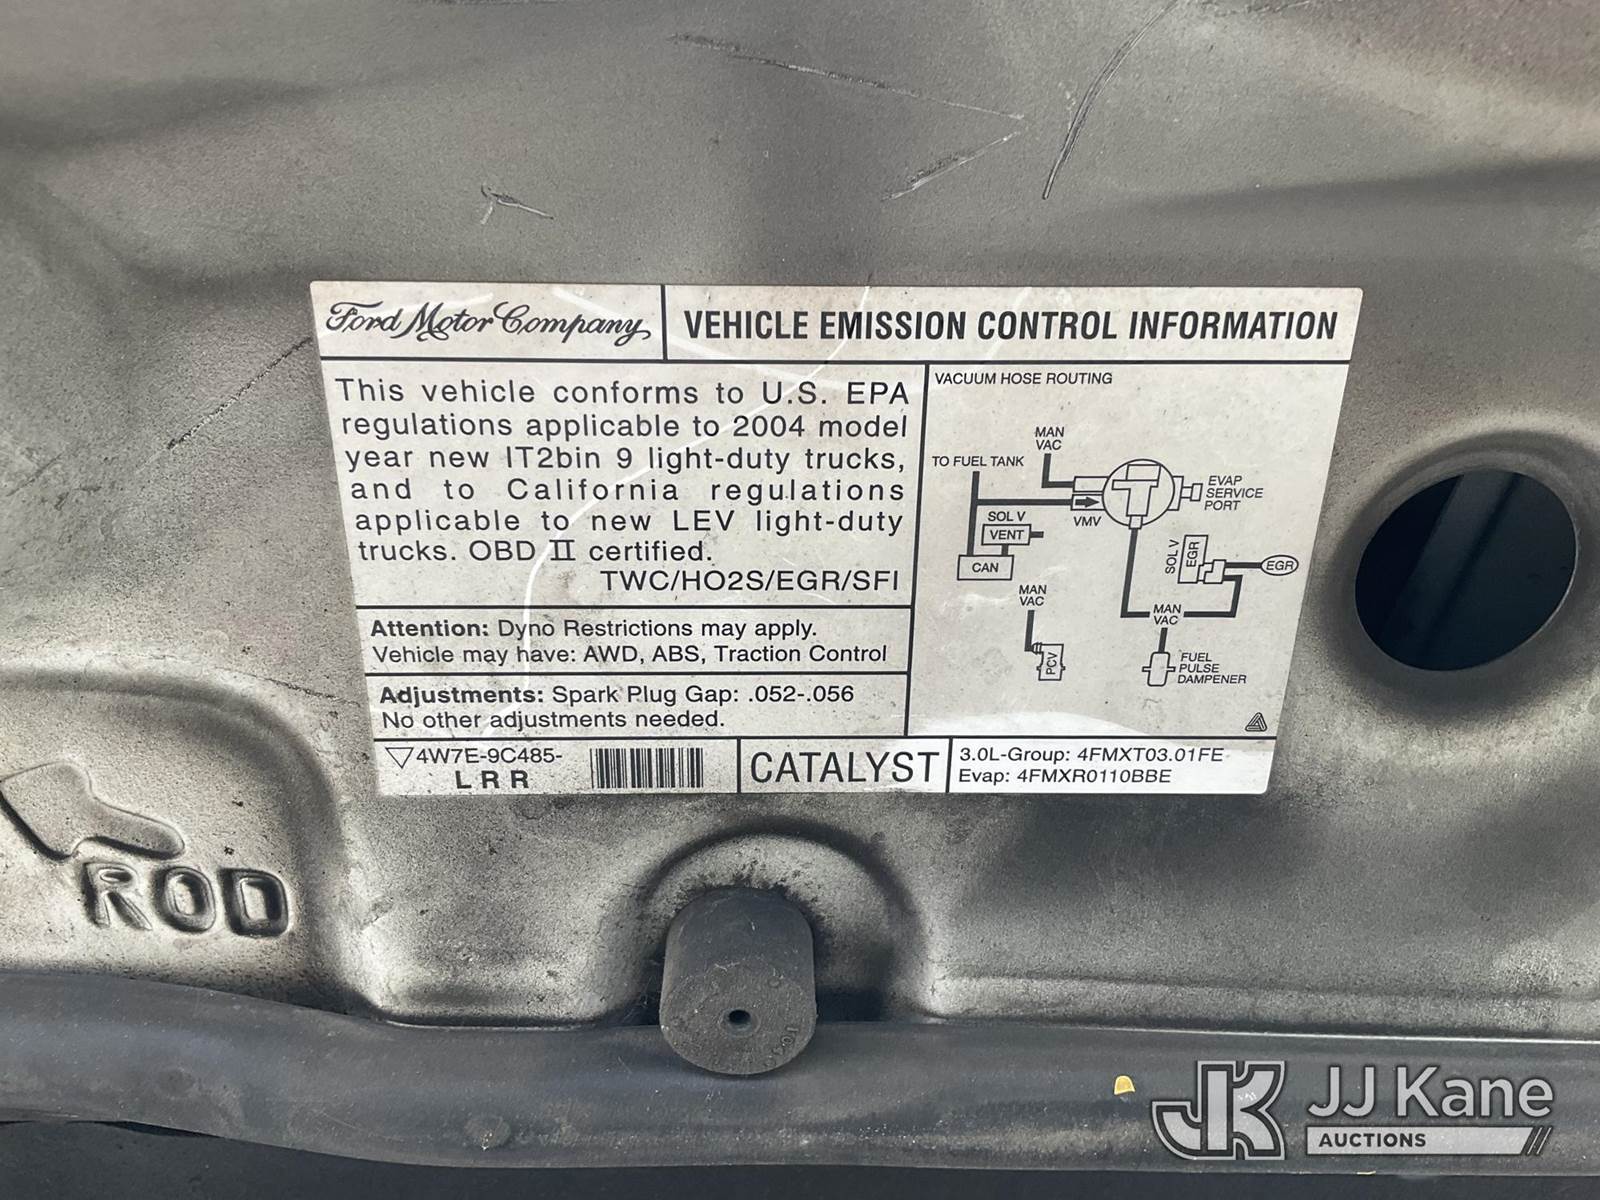 Ford Motor Company
VEHICLE EMISSION CONTROL INFORMATION
This vehicle conforms to U.S. EPA
regulations applicable to 2004 model
year new IT2bin 9 light-duty trucks,
and to California regulations
applicable to new LEV light-duty
trucks. OBD II certified.
TWC/HO2S/EGR/SFI
Attention: Dyno Restrictions may apply.
Vehicle may have: AWD, ABS, Traction Control
Adjustments: Spark Plug Gap: .052-.056
No other adjustments needed.
4W7E-9C485-
LRR
CATALYST
3.0L-Group: 4FMXT03.01FE
Evap: 4FMXR0110BBE
VACUUM HOSE ROUTING
MAN
VAC
TO FUEL TANK
EVAP
SERVICE
PORT
VMV
SOL V
VENT
CAN
SOL V
EGR
EGR
MAN
VAC
MAN
VAC
PCV
FUEL
PULSE
DAMPENER
ROD
JK
JJ Kane
AUCTIONS